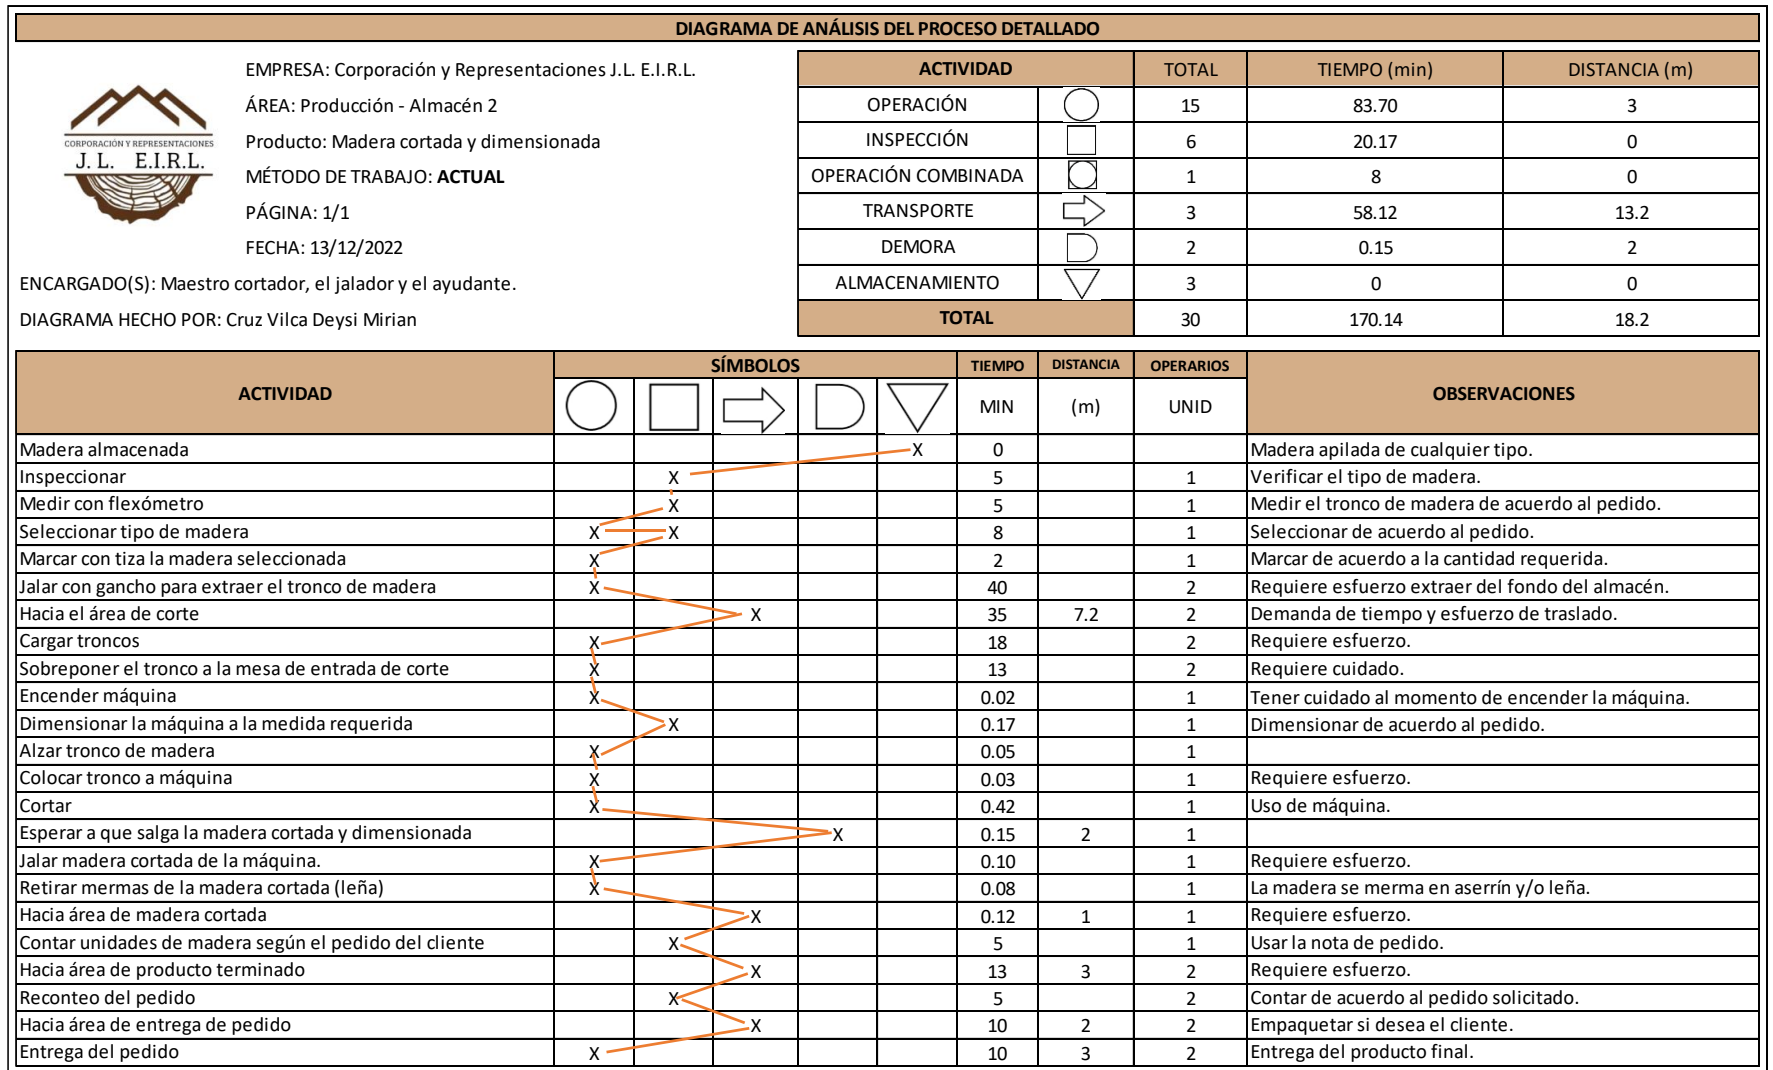 DIAGRAMA DE ANÁLISIS DEL PROCESO DETALLADO
CORPORACIÓN Y REPRESENTACIONES
J. L. E.I.R.L.
EMPRESA: Corporación y Representaciones J.L. E.I.R.L.
ÁREA: Producción - Almacén 2
Producto: Madera cortada y dimensionada
MÉTODO DE TRABAJO: ACTUAL
PÁGINA: 1/1
FECHA: 13/12/2022
ENCARGADO(S): Maestro cortador, el jalador y el ayudante.
DIAGRAMA HECHO POR: Cruz Vilca Deysi Mirian
ACTIVIDAD TOTAL TIEMPO (min) DISTANCIA (m)
OPERACIÓN 15 83.70 3
INSPECCIÓN 6 20.17 0
OPERACIÓN COMBINADA 1 8 0
TRANSPORTE 3 58.12 13.2
DEMORA 2 0.15 2
ALMACENAMIENTO 3 0 0
TOTAL 30 170.14 18.2
ACTIVIDAD SÍMBOLOS TIEMPO DISTANCIA OPERARIOS OBSERVACIONES
MIN (m) UNID
Madera almacenada X 0 Madera apilada de cualquier tipo.
Inspeccionar X 5 1 Verificar el tipo de madera.
Medir con flexómetro X 5 1 Medir el tronco de madera de acuerdo al pedido.
Seleccionar tipo de madera X X 8 1 Seleccionar de acuerdo al pedido.
Marcar con tiza la madera seleccionada X 2 1 Marcar de acuerdo a la cantidad requerida.
Jalar con gancho para extraer el tronco de madera X 40 2 Requiere esfuerzo extraer del fondo del almacén.
Hacia el área de corte X 35 7.2 2 Demanda de tiempo y esfuerzo de traslado.
Cargar troncos X 18 2 Requiere esfuerzo.
Sobreponer el tronco a la mesa de entrada de corte X 13 2 Requiere cuidado.
Encender máquina X 0.02 1 Tener cuidado al momento de encender la máquina.
Dimensionar la máquina a la medida requerida X 0.17 1 Dimensionar de acuerdo al pedido.
Alzar tronco de madera X 0.05 1
Colocar tronco a máquina X 0.03 1 Requiere esfuerzo.
Cortar X 0.42 1 Uso de máquina.
Esperar a que salga la madera cortada y dimensionada X 0.15 2 1
Jalar madera cortada de la máquina. X 0.10 1 Requiere esfuerzo.
Retirar mermas de la madera cortada (leña) X 0.08 1 La madera se merma en aserrín y/o leña.
Hacia área de madera cortada X 0.12 1 1 Requiere esfuerzo.
Contar unidades de madera según el pedido del cliente X 5 1 Usar la nota de pedido.
Hacia área de producto terminado X 13 3 2 Requiere esfuerzo.
Reconteo del pedido X 5 2 Contar de acuerdo al pedido solicitado.
Hacia área de entrega de pedido X 10 2 2 Empaquetar si desea el cliente.
Entrega del pedido X 10 3 2 Entrega del producto final.